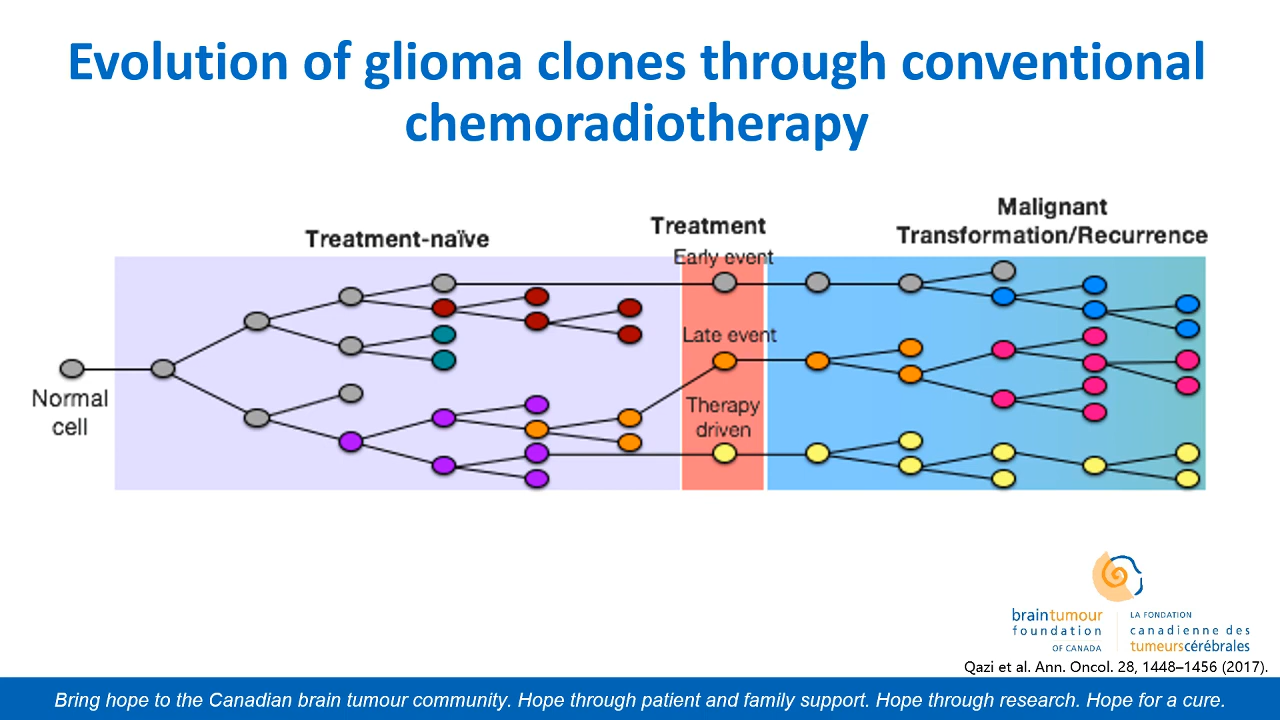 Evolution of glioma clones through conventional
chemoradiotherapy
Treatment-naïve
Treatment
Malignant
Transformation/Recurrence
Early event
Late event
Therapy
driven
Normal
cell
braintumour
foundation
OF CANADA
LA FONDATION
canadienne des
tumeurscérébrales
Qazi et al. Ann. Oncol. 28, 1448–1456 (2017).
Bring hope to the Canadian brain tumour community. Hope through patient and family support. Hope through research. Hope for a cure.